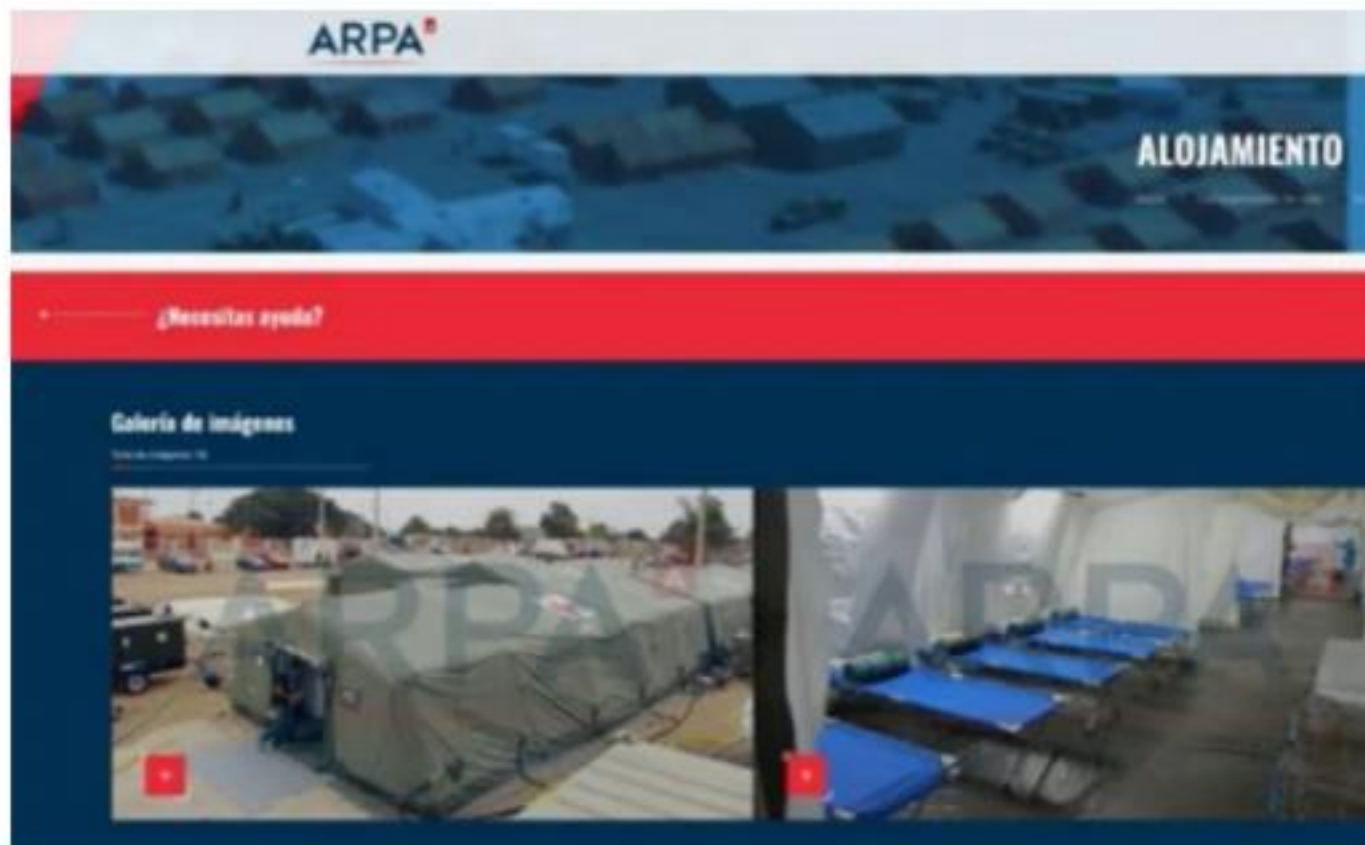 ARPA
ALOJAMIENTO
¿Necesitas ayuda?
Galería de imágenes
ARPA
ARPA